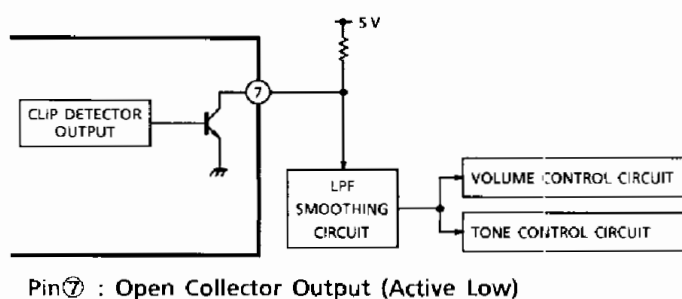 5 V
7
CLIP DETECTOR
OUTPUT
LPF
SMOOTHING
CIRCUIT
VOLUME CONTROL CIRCUIT
TONE CONTROL CIRCUIT
Pin⑦ : Open Collector Output (Active Low)